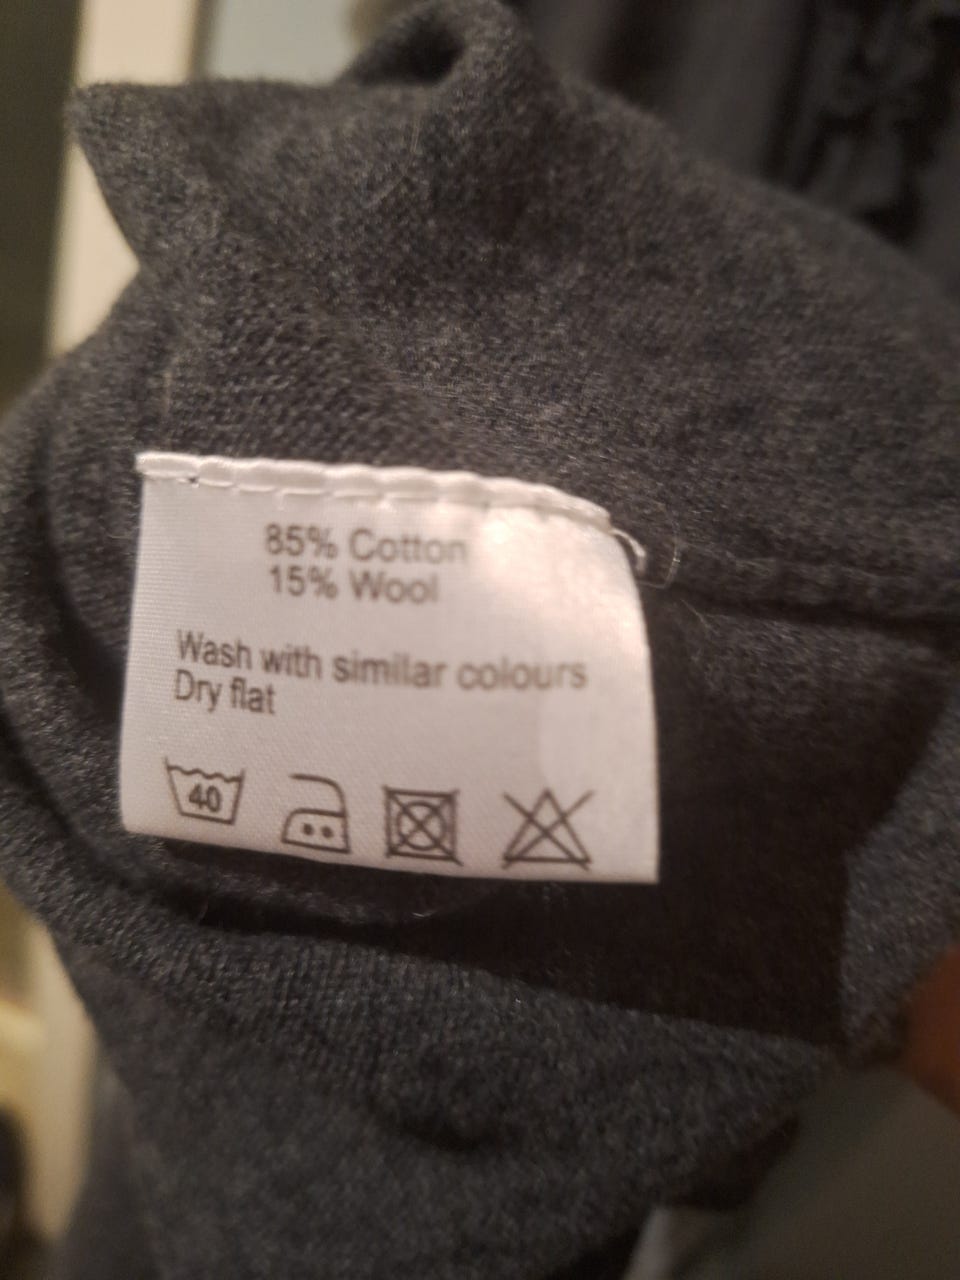 85% Cotton
15% Wool
Wash with similar colours
Dry flat
40